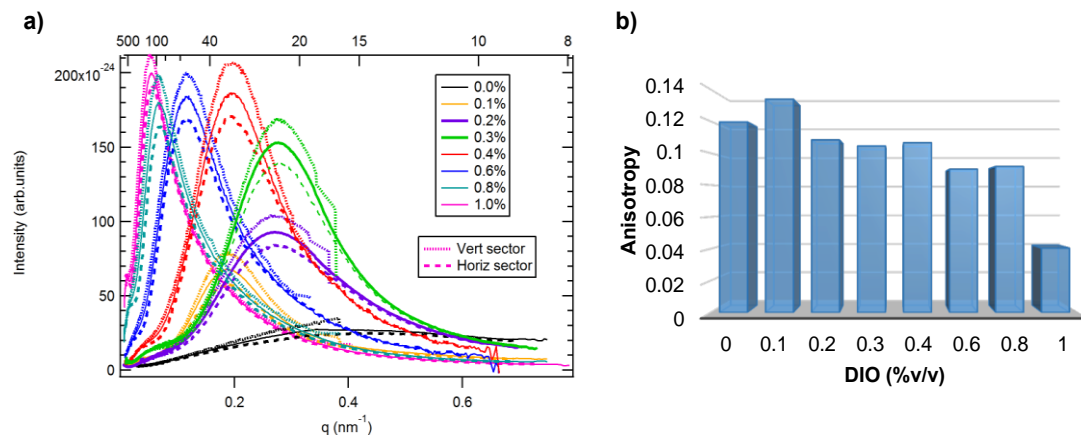 a)
500 100 40 20 15 10 8
200x10-24
150
100
50
0
Intensity (arb.units)
0.0%
0.1%
0.2%
0.3%
0.4%
0.6%
0.8%
1.0%
Vert sector
Horiz sector
0.2 0.4 0.6
q (nm-1)
b)
0.14
0.12
0.1
0.08
0.06
0.04
0.02
0
Anisotropy
0 0.1 0.2 0.3 0.4 0.6 0.8 1
DIO (%v/v)